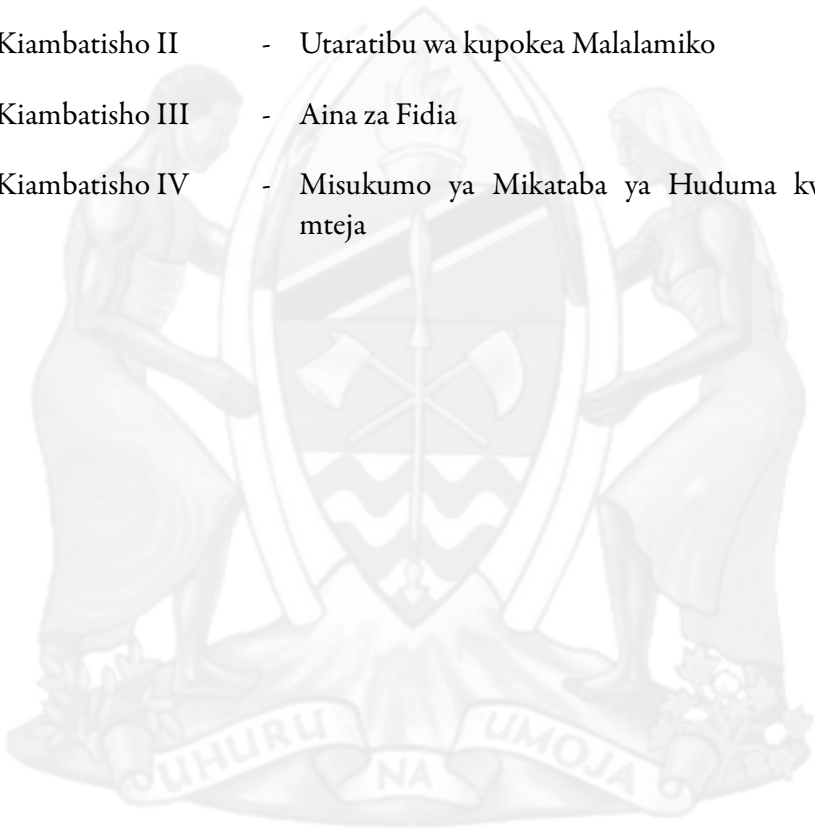 Kiambatisho II - Utaratibu wa kupokea Malalamiko
Kiambatisho III - Aina za Fidia
Kiambatisho IV - Misukumo ya Mikataba ya Huduma
mteja
UHURU NA UMOJA